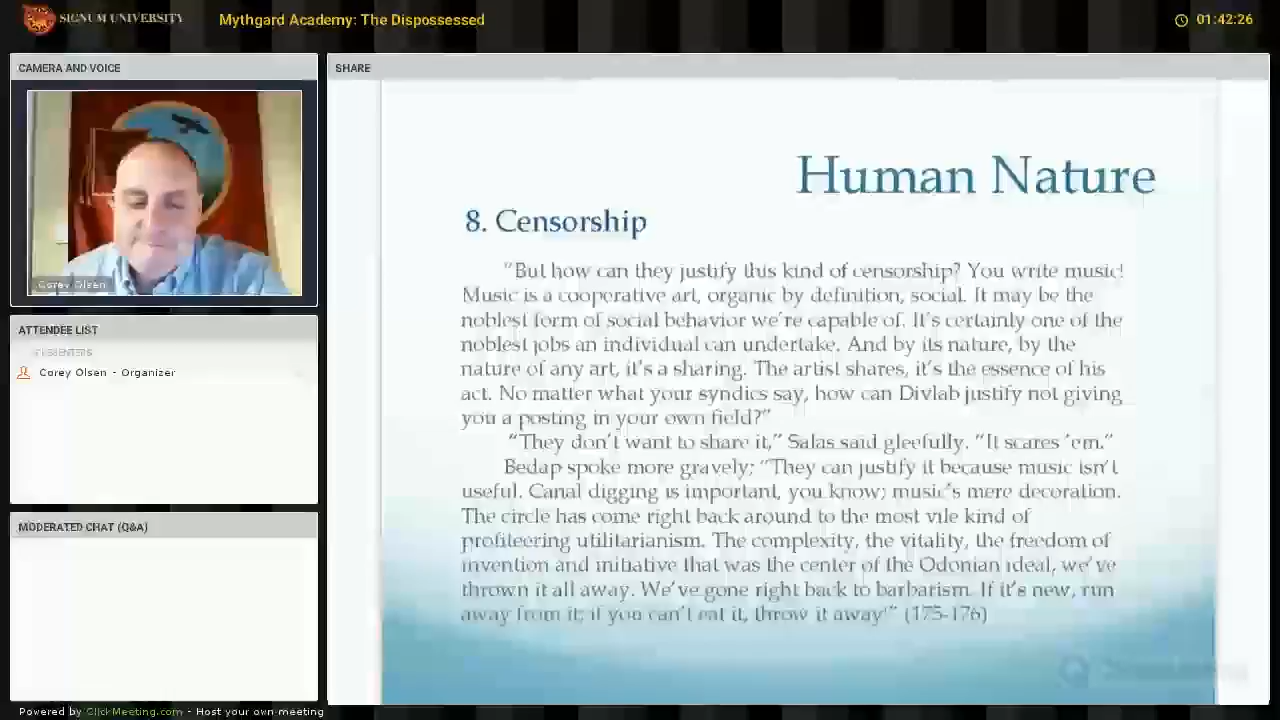 SIGNUM UNIVERSITY
Mythgard Academy: The Dispossessed
01:42:26
CAMERA AND VOICE
SHARE
Corey Olsen
ATTENDEE LIST
Corey Olsen - Organizer
MODERATED CHAT (Q&A)
Human Nature
8. Censorship
"But how can they justify this kind of censorship? You write music!
Music is a cooperative art, organic by definition, social. It may be the
noblest form of social behavior we're capable of. It's certainly one of the
noblest jobs an individual can undertake. And by its nature, by the
nature of any art, it's a sharing. The artist shares, it's the essence of his
act. No matter what your syndics say, how can Divlab justify not giving
you a posting in your own field?"
"They don't want to share it," Salas said gleefully. "It scares 'em."
Bedap spoke more gravely: "They can justify it because music isn't
useful. Canal digging is important, you know; music's mere decoration.
The circle has come right back around to the most vile kind of
profiteering utilitarianism. The complexity, the vitality, the freedom of
invention and initiative that was the center of the Odonian ideal, we've
thrown it all away. We've gone right back to barbarism. If it's new, run
away from it; if you can't eat it, throw it away!" (175-176)
Powered by ClickMeeting.com - Host your own meeting